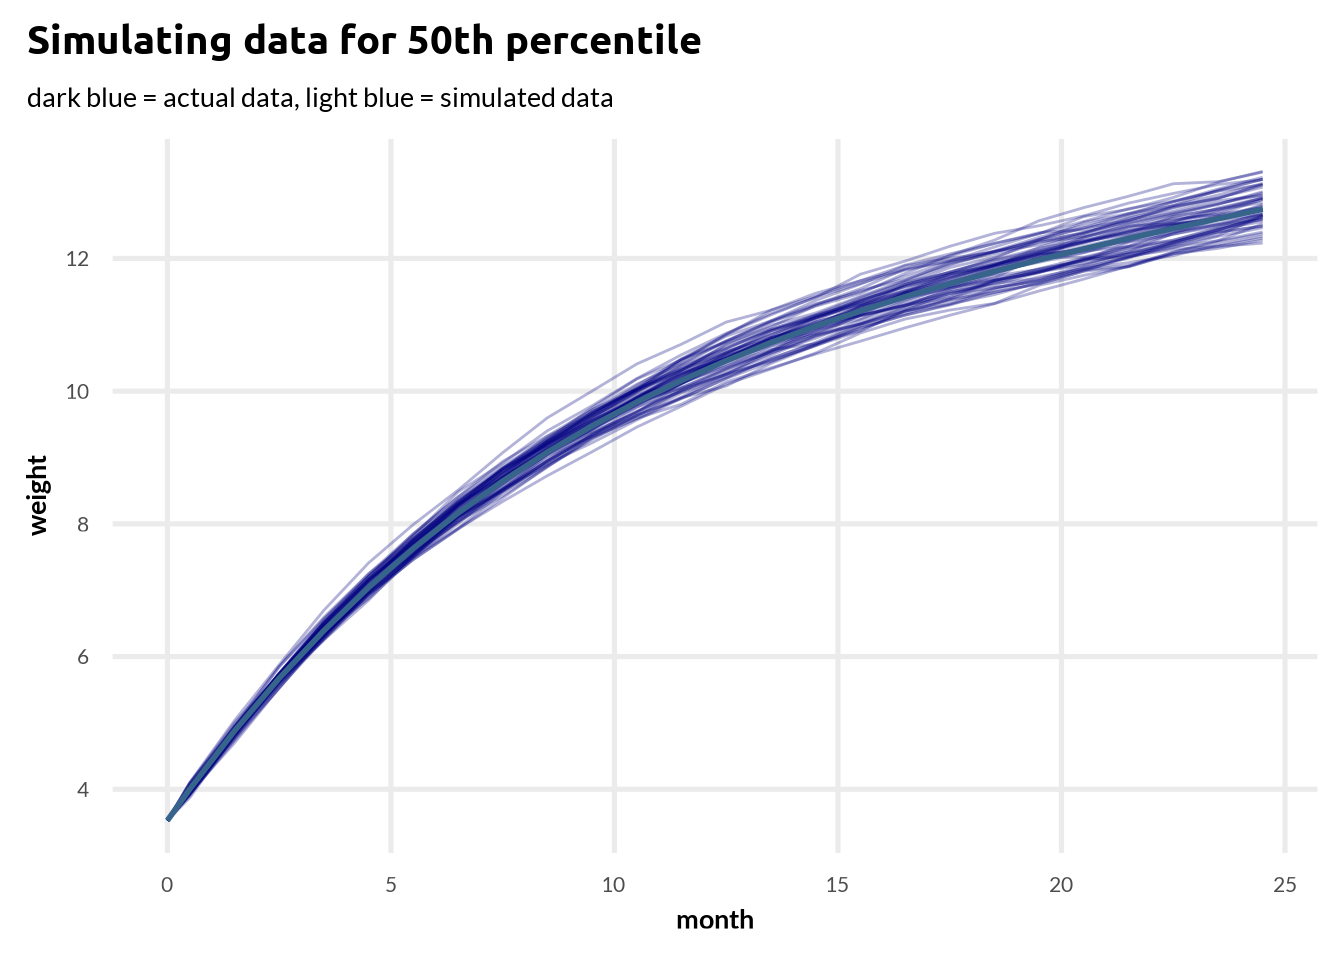 Simulating data for 50th percentile
dark blue = actual data, light blue = simulated data
12
10
8
6
4
weight
0 5 10 15 20 25
month